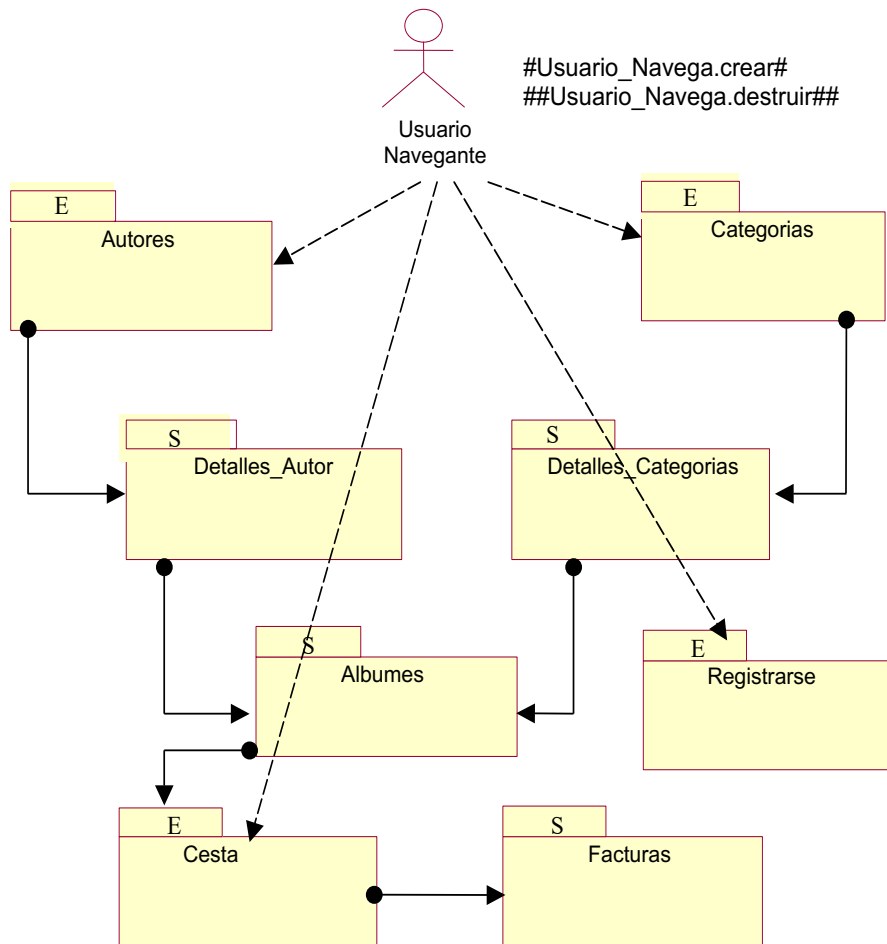 #Usuario_Navega.crear#
##Usuario_Navega.destruir##
Usuario
Navegante
E
Autores
E
Categorias
S
Detalles_Autor
S
Detalles_Categorias
S
Albumes
E
Registrarse
E
Cesta
S
Facturas